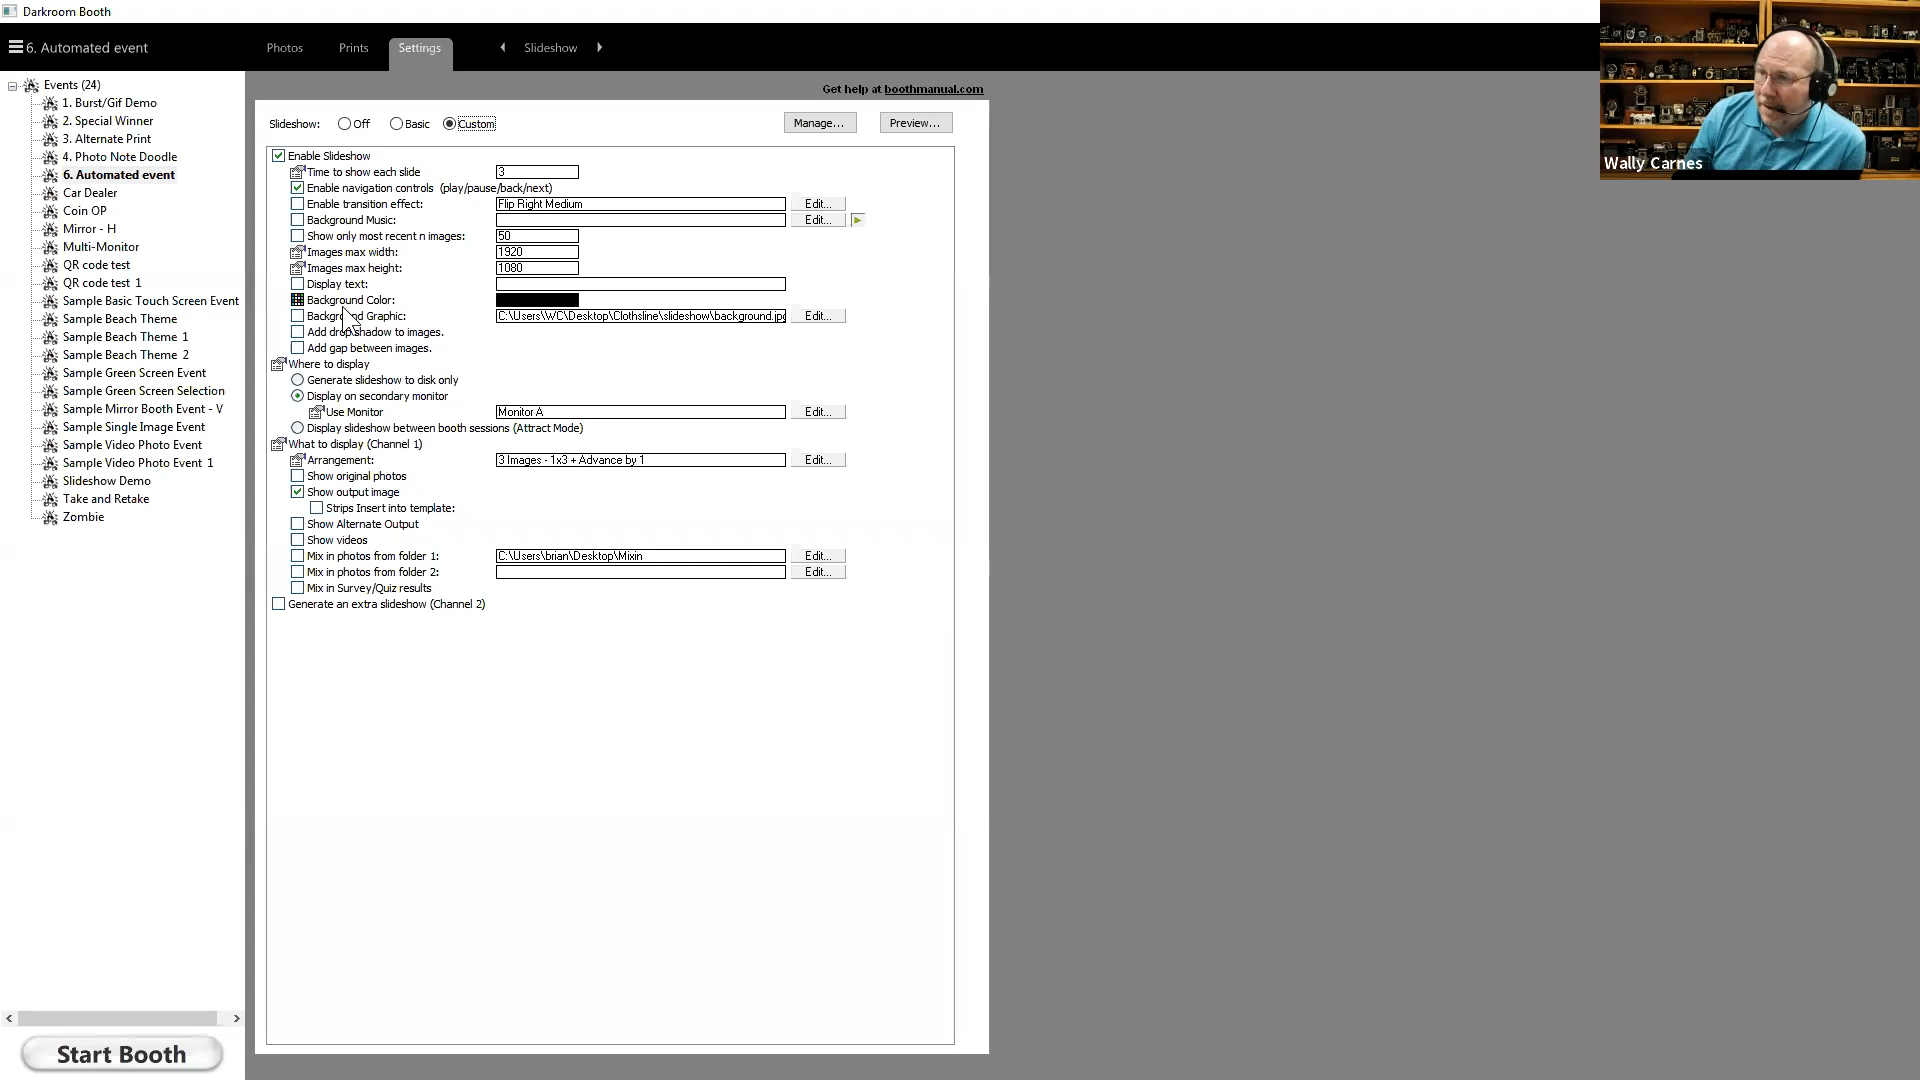 Darkroom Booth
6. Automated event
Photos
Prints
Settings
Slideshow
Wally Carnes
Events (24)
1. Burst/Gif Demo
2. Special Winner
3. Alternate Print
4. Photo Note Doodle
6. Automated event
Car Dealer
Coin OP
Mirror - H
Multi-Monitor
QR code test
QR code test 1
Sample Basic Touch Screen Event
Sample Beach Theme
Sample Beach Theme 1
Sample Beach Theme 2
Sample Green Screen Event
Sample Green Screen Selection
Sample Mirror Booth Event - V
Sample Single Image Event
Sample Video Photo Event
Sample Video Photo Event 1
Slideshow Demo
Take and Retake
Zombie
Start Booth
Get help at boothmanual.com
Slideshow: Off Basic Custom Manage... Preview...
Enable Slideshow
Time to show each slide 3
Enable navigation controls (play/pause/back/next)
Enable transition effect: Flip Right Medium Edit...
Background Music: Edit...
Show only most recent n images: 50
Images max width: 1920
Images max height: 1080
Display text:
Background Color:
Background Graphic: C:\Users\WC\Desktop\Clothsline\slideshow\background.jpg Edit...
Add drop shadow to images.
Add gap between images.
Where to display
Generate slideshow to disk only
Display on secondary monitor
Use Monitor Monitor A Edit...
Display slideshow between booth sessions (Attract Mode)
What to display (Channel 1)
Arrangement: 3 Images - 1x3 + Advance by 1 Edit...
Show original photos
Show output image
Strips Insert into template:
Show Alternate Output
Show videos
Mix in photos from folder 1: C:\Users\brian\Desktop\Mixin Edit...
Mix in photos from folder 2: Edit...
Mix in Survey/Quiz results
Generate an extra slideshow (Channel 2)